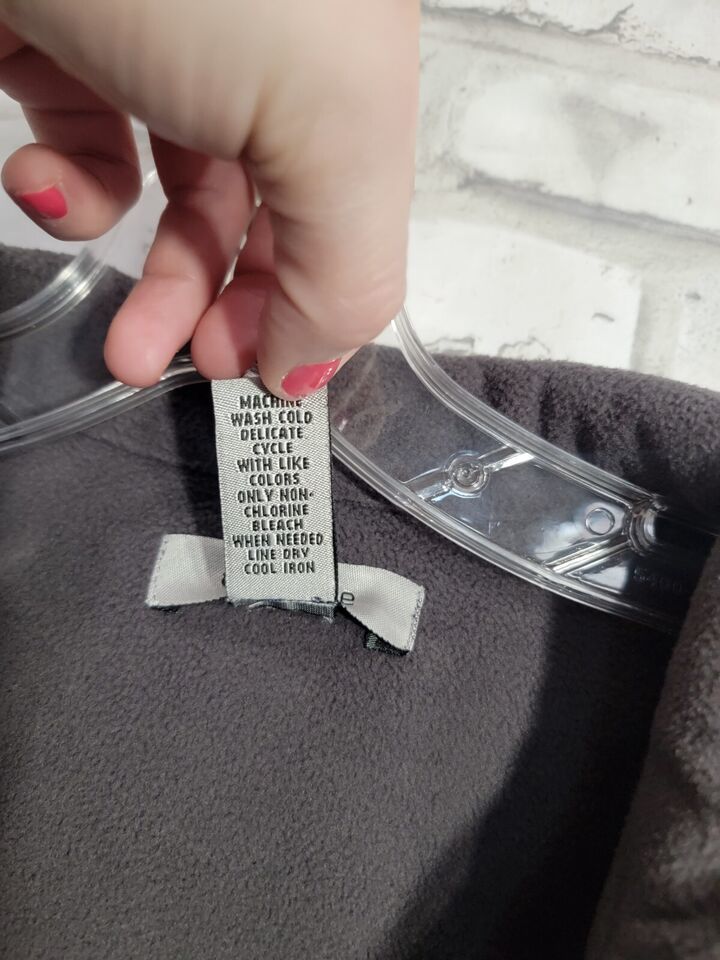 MACHINE
WASH COLD
DELICATE
CYCLE
WITH LIKE
COLORS
ONLY NON-
CHLORINE
BLEACH
WHEN NEEDED
LINE DRY
COOL IRON